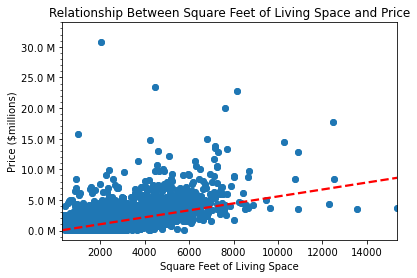 Relationship Between Square Feet of Living Space and Price
30.0 M
25.0 M
20.0 M
15.0 M
10.0 M
5.0 M
0.0 M
Price ($millions)
2000 4000 6000 8000 10000 12000 14000
Square Feet of Living Space